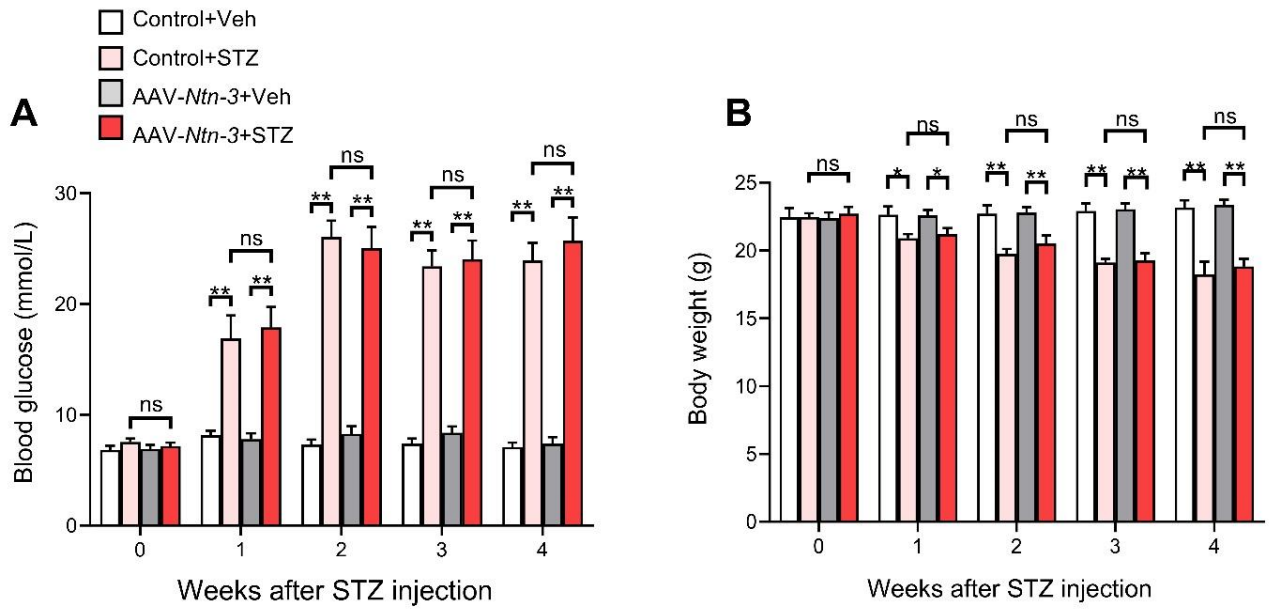 Control+Veh
Control+STZ
AAV-Ntn-3+Veh
AAV-Ntn-3+STZ
A
Blood glucose (mmol/L)
30
20
10
0
ns
** ** ns
** ** ns
** ** ns
** ** ns
0 1 2 3 4
Weeks after STZ injection
B
Body weight (g)
25
20
15
10
5
0
ns
* * ns
** ** ns
** ** ns
** ** ns
0 1 2 3 4
Weeks after STZ injection